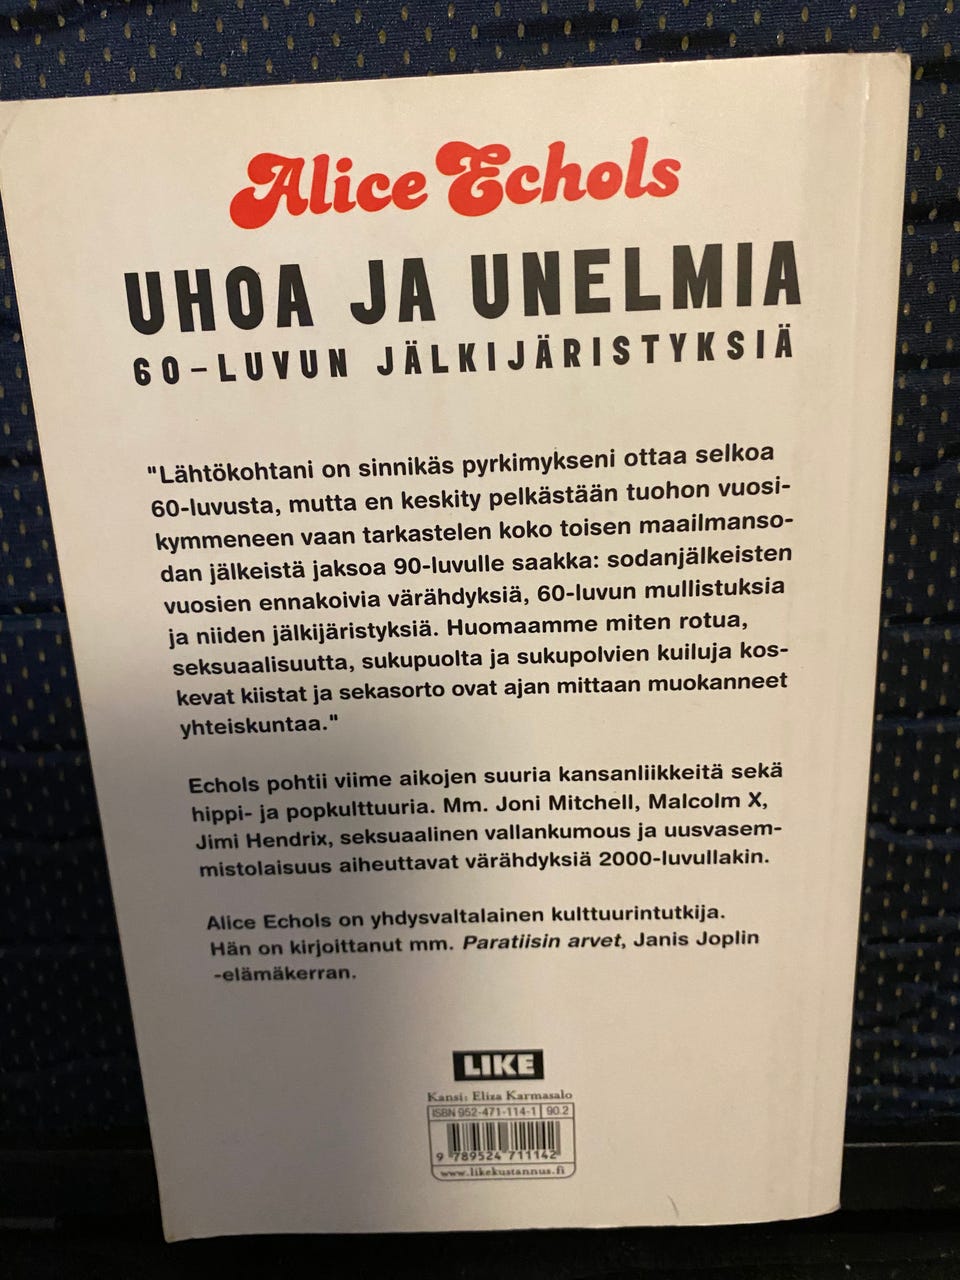 Alice Echols
UHOA JA UNELMIA
60-LUVUN JÄLKIJÄRISTYKSIÄ
"Lähtökohtani on sinnikäs pyrkimykseni ottaa selkoa
60-luvusta, mutta en keskity pelkästään tuohon vuosi-
kymmeneen vaan tarkastelen koko toisen maailmanso-
dan jälkeistä jaksoa 90-luvulle saakka: sodanjälkeisten
vuosien ennakoivia värähdyksiä, 60-luvun mullistuksia
ja niiden jälkijäristyksiä. Huomaamme miten rotua,
seksuaalisuutta, sukupuolta ja sukupolvien kuiluja kos-
kevat kiistat ja sekasorto ovat ajan mittaan muokanneet
yhteiskuntaa."
Echols pohtii viime aikojen suuria kansanliikkeitä sekä
hippi- ja popkulttuuria. Mm. Joni Mitchell, Malcolm X,
Jimi Hendrix, seksuaalinen vallankumous ja uusvasem-
mistolaisuus aiheuttavat värähdyksiä 2000-luvullakin.
Alice Echols on yhdysvaltalainen kulttuurintutkija.
Hän on kirjoittanut mm. Paratiisin arvet, Janis Joplin
-elämäkerran.
LIKE
Kansi: Eliza Karmasalo
ISBN 952-471-114-1 90.2
9 789524 711142
www.likekustannus.fi